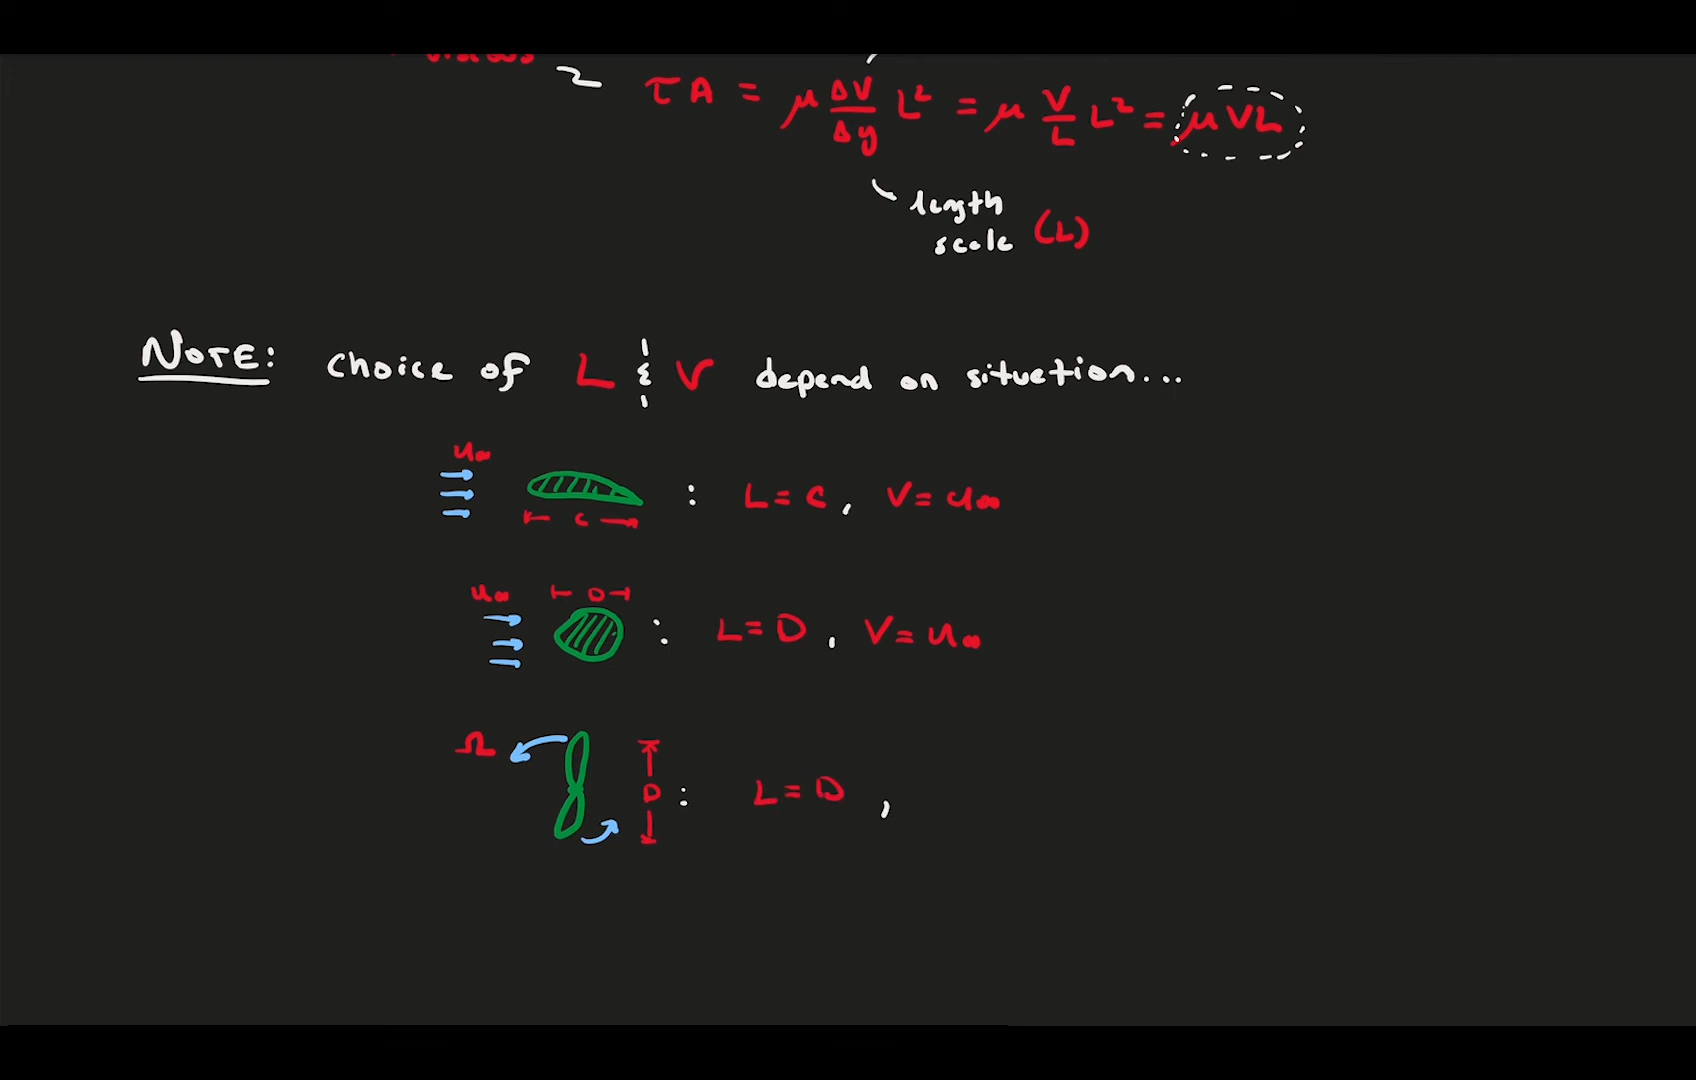 ~ τA = μ ΔV/Δy L² = μ V/L L² = μVL
length
scale (L)
NOTE: Choice of L & V depend on situation...
u∞
: L = c , V = u∞
c
u∞ D
: L = D , V = u∞
Ω
D : L = D ,